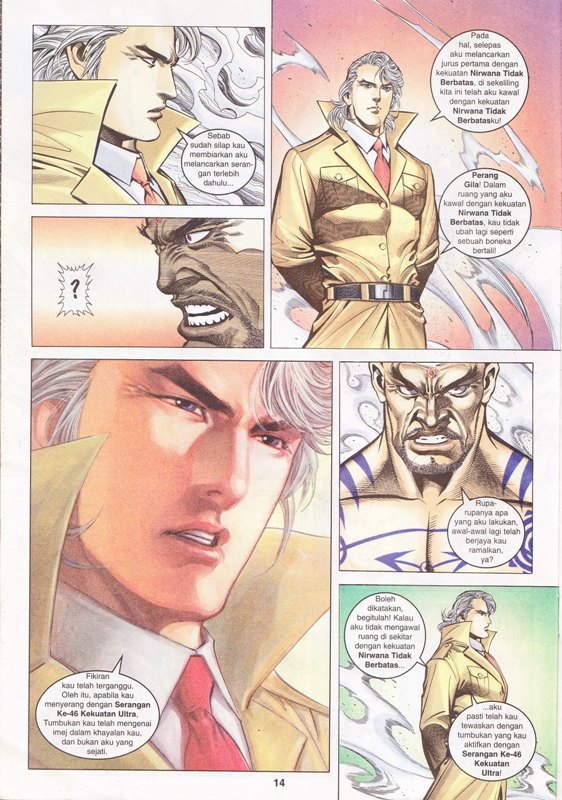 Sebab
sudah silap kau
membiarkan aku
melancarkan seran-
gan terlebih
dahulu...
Pada
hal, selepas
aku melancarkan
jurus pertama dengan
kekuatan Nirwana Tidak
Berbatas, di sekeliling
kita ini telah aku kawal
dengan kekuatan
Nirwana Tidak
Berbatasku!
Perang
Gila! Dalam
ruang yang aku
kawal dengan kekuatan
Nirwana Tidak
Berbatas, kau tidak
ubah lagi seperti
sebuah boneka
bertali!
?
Fikiran
kau telah terganggu.
Oleh itu, apabila kau
menyerang dengan Serangan
Ke-46 Kekuatan Ultra,
Tumbukan kau telah mengenai
imej dalam khayalan kau,
dan bukan aku yang
sejati.
Rupa-
rupanya apa
yang aku lakukan,
awal-awal lagi telah
berjaya kau
ramalkan,
ya?
Boleh
dikatakan,
begitulah! Kalau
aku tidak mengawal
ruang di sekitar
dengan kekuatan
Nirwana Tidak
Berbatas...
...aku
pasti telah kau
tewaskan dengan
tumbukan yang kau
aktifkan dengan
Serangan Ke-46
Kekuatan
Ultra!
14